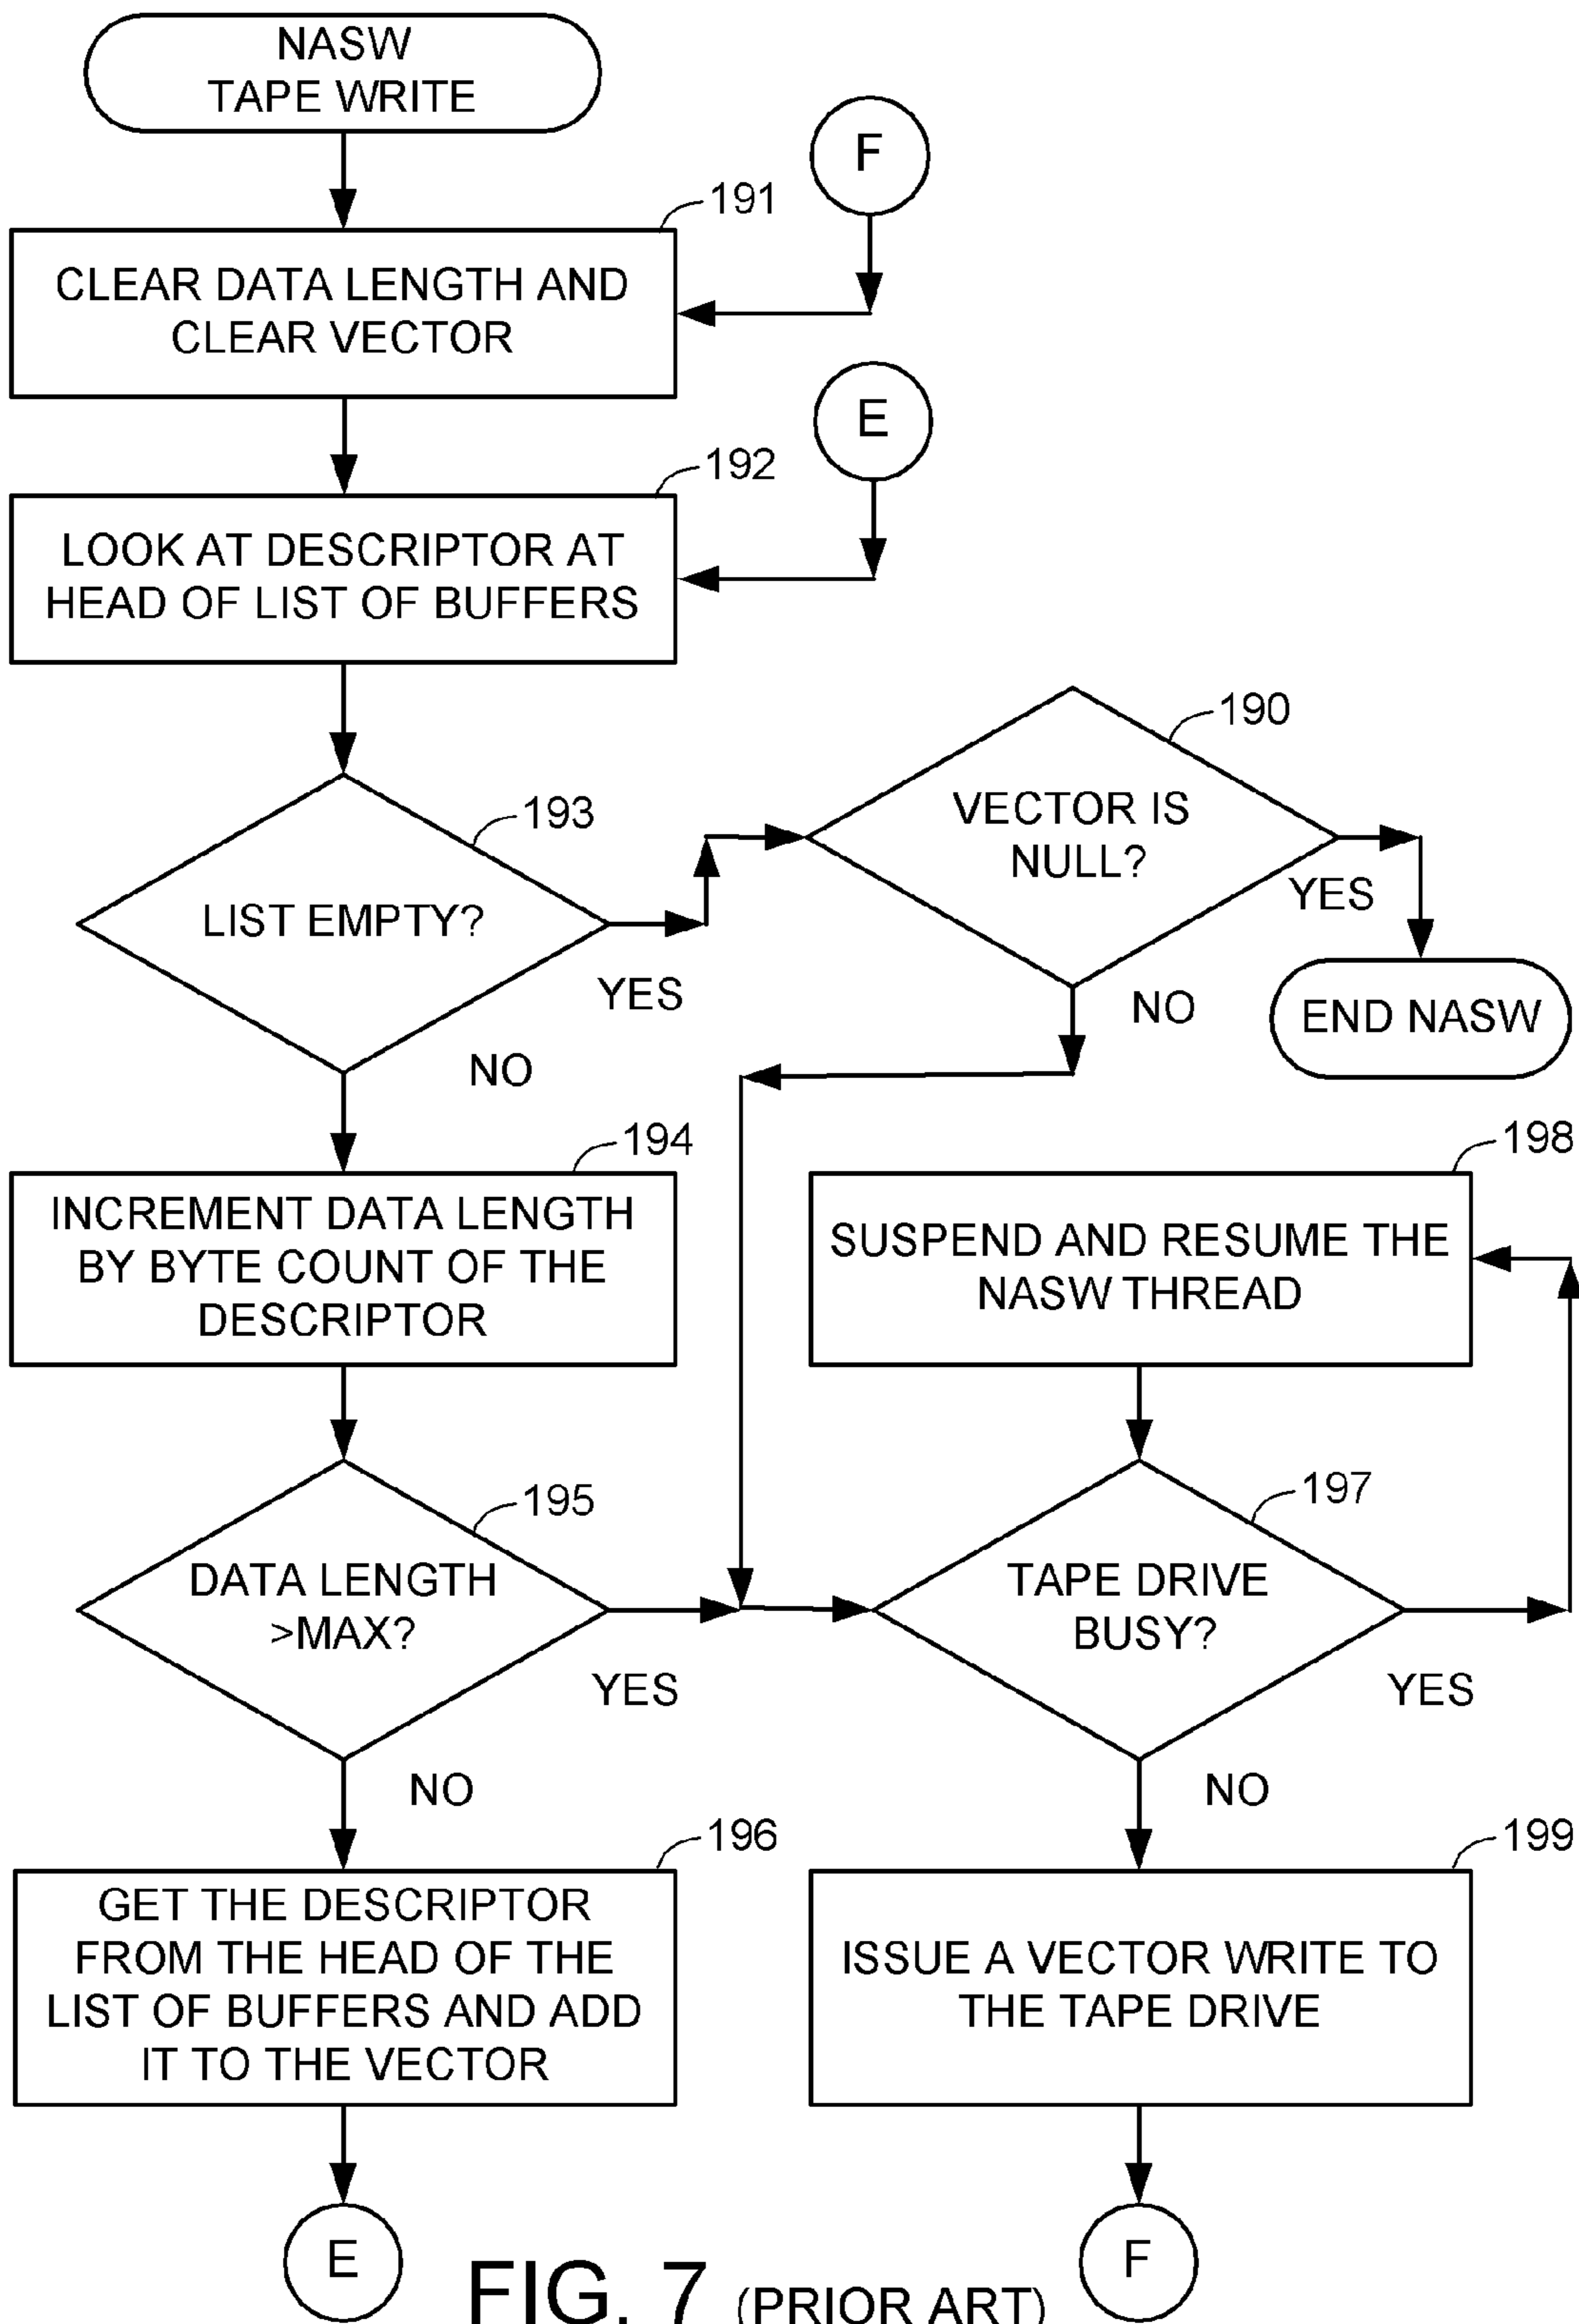 NASW
TAPE WRITE
F
191
CLEAR DATA LENGTH AND
CLEAR VECTOR
E
192
LOOK AT DESCRIPTOR AT
HEAD OF LIST OF BUFFERS
190
VECTOR IS
NULL?
193
LIST EMPTY?
YES
YES
NO
END NASW
NO
194
INCREMENT DATA LENGTH
BY BYTE COUNT OF THE
DESCRIPTOR
198
SUSPEND AND RESUME THE
NASW THREAD
195
DATA LENGTH
>MAX?
YES
NO
197
TAPE DRIVE
BUSY?
YES
NO
196
GET THE DESCRIPTOR
FROM THE HEAD OF THE
LIST OF BUFFERS AND ADD
IT TO THE VECTOR
199
ISSUE A VECTOR WRITE TO
THE TAPE DRIVE
E
F
FIG. 7 (PRIOR ART)